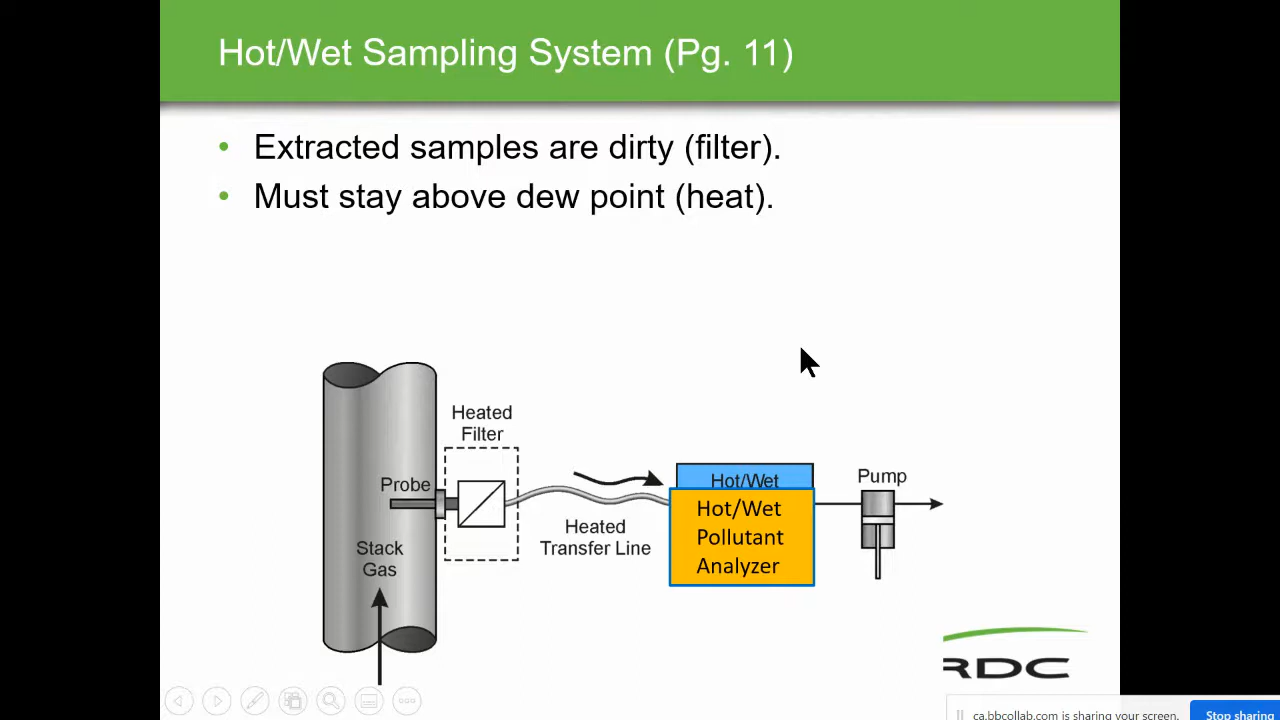 Hot/Wet Sampling System (Pg. 11)
• Extracted samples are dirty (filter).
• Must stay above dew point (heat).
Heated
Filter
Probe
Hot/Wet
Pump
Hot/Wet
Pollutant
Analyzer
Heated
Transfer Line
Stack
Gas
RDC
ca.bbcollab.com is sharing your screen.
Stop sharing